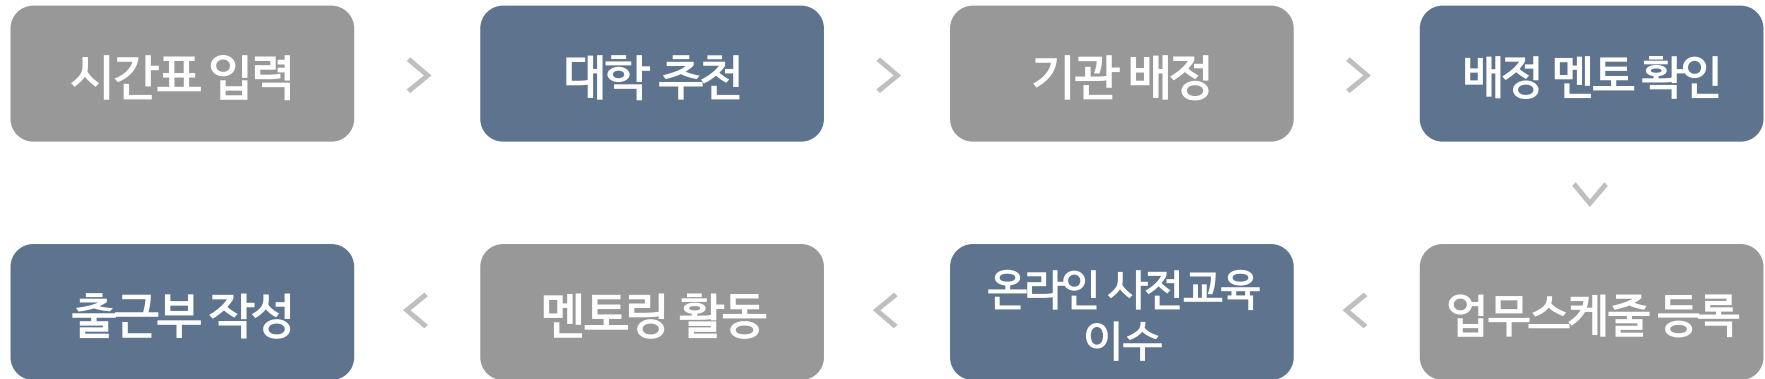 시간표 입력
대학 추천
기관 배정
배정 멘토 확인
업무스케줄 등록
온라인 사전교육
이수
멘토링 활동
출근부 작성